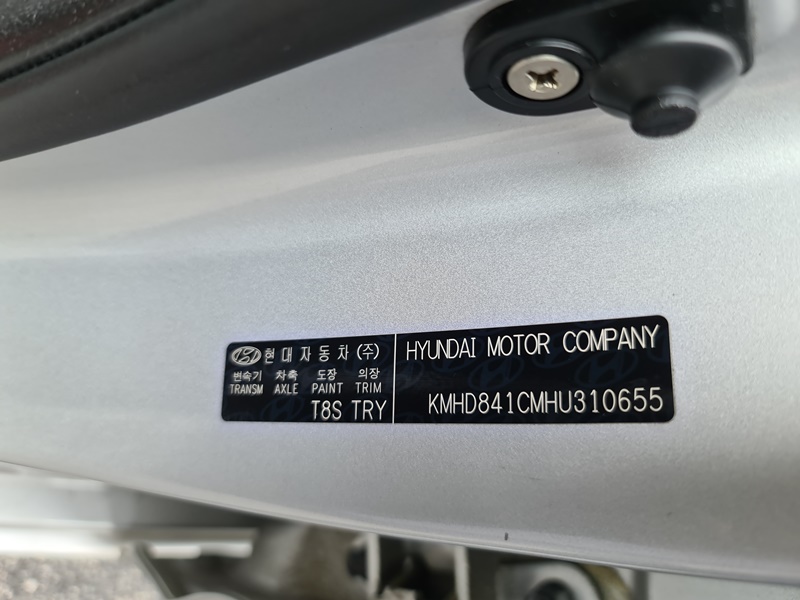 현대자동차(주)
변속기 차축 도장 의장
TRANSM AXLE PAINT TRIM
T8S TRY
HYUNDAI MOTOR COMPANY
KMHD841CMHU310655